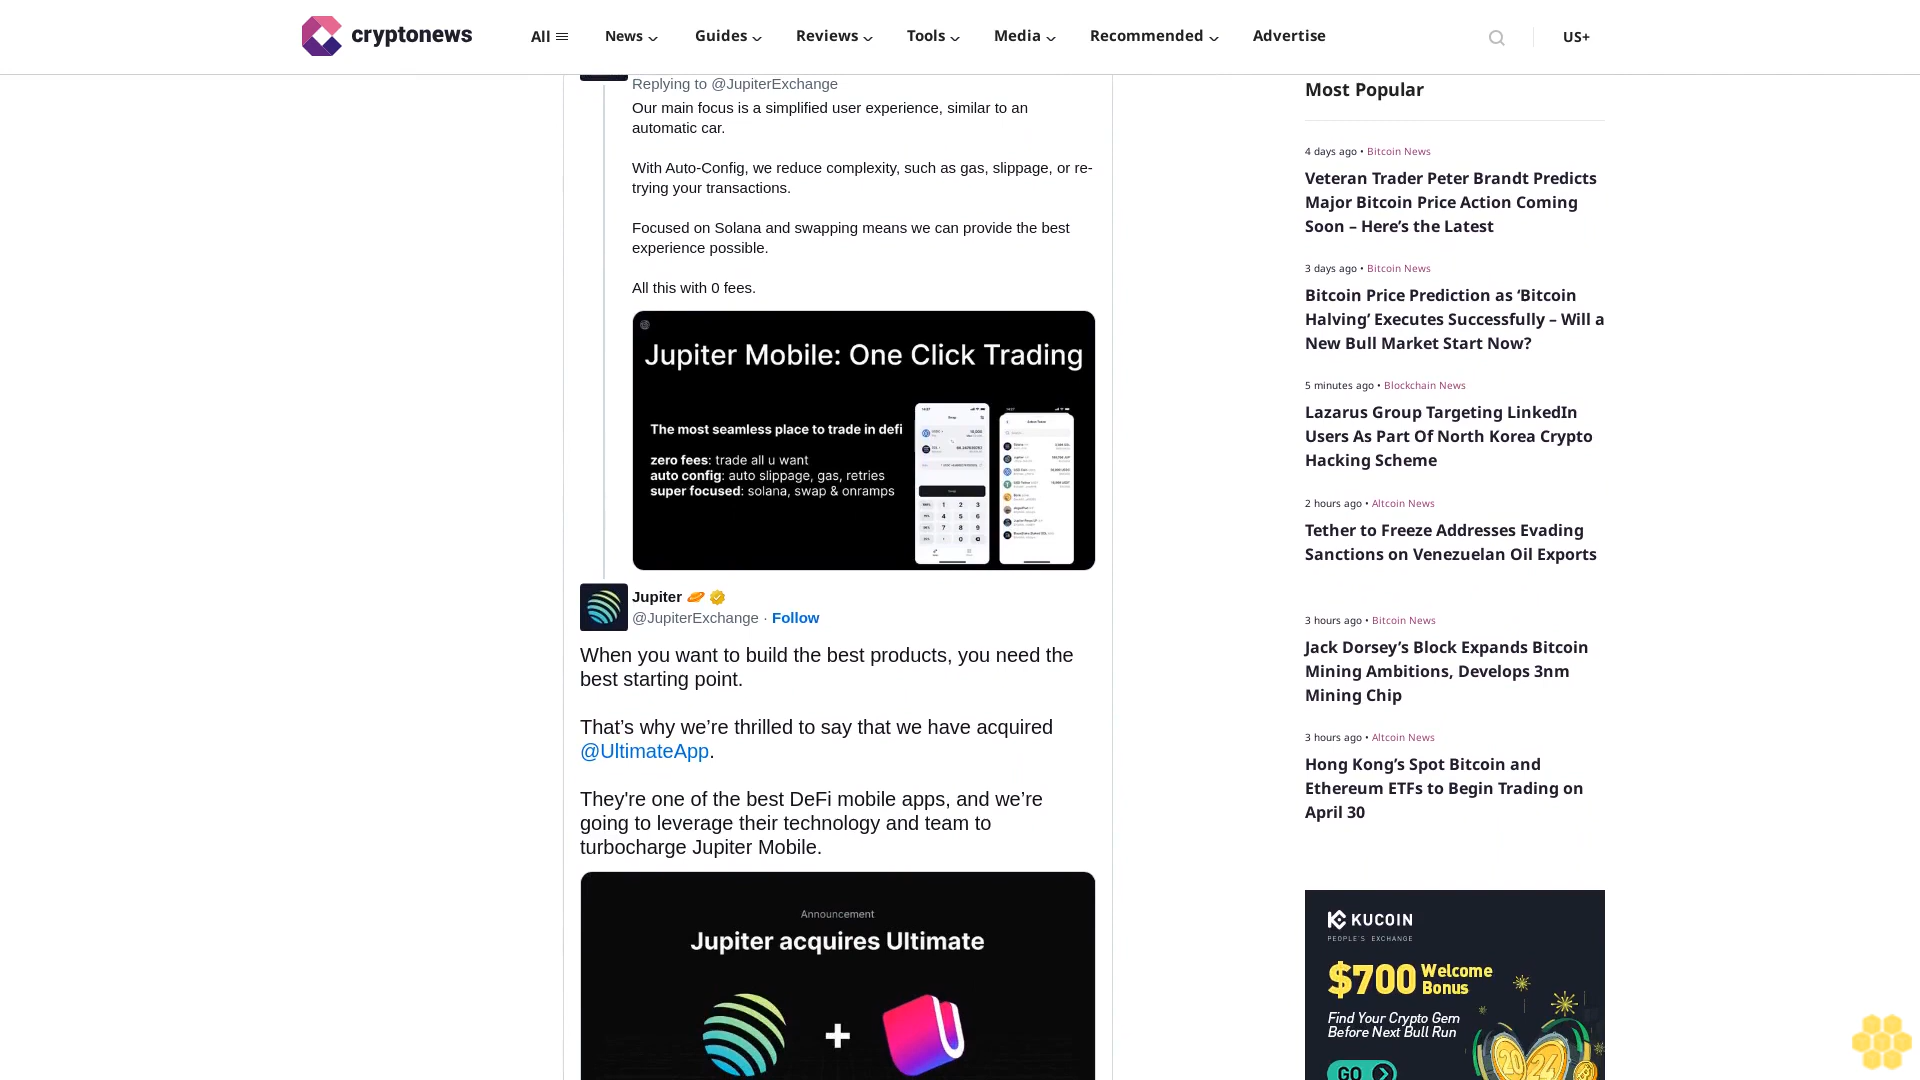 cryptonews
All
News
Guides
Reviews
Tools
Media
Recommended
Advertise
US+
Replying to @JupiterExchange
Our main focus is a simplified user experience, similar to an
automatic car.
With Auto-Config, we reduce complexity, such as gas, slippage, or re-
trying your transactions.
Focused on Solana and swapping means we can provide the best
experience possible.
All this with 0 fees.
Jupiter Mobile: One Click Trading
The most seamless place to trade in defi
zero fees: trade all u want
auto config: auto slippage, gas, retries
super focused: solana, swap & onramps
Jupiter
@JupiterExchange · Follow
When you want to build the best products, you need the
best starting point.
That’s why we’re thrilled to say that we have acquired
@UltimateApp.
They're one of the best DeFi mobile apps, and we’re
going to leverage their technology and team to
turbocharge Jupiter Mobile.
Announcement
Jupiter acquires Ultimate
Most Popular
4 days ago • Bitcoin News
Veteran Trader Peter Brandt Predicts
Major Bitcoin Price Action Coming
Soon – Here’s the Latest
3 days ago • Bitcoin News
Bitcoin Price Prediction as ‘Bitcoin
Halving’ Executes Successfully – Will a
New Bull Market Start Now?
5 minutes ago • Blockchain News
Lazarus Group Targeting LinkedIn
Users As Part Of North Korea Crypto
Hacking Scheme
2 hours ago • Altcoin News
Tether to Freeze Addresses Evading
Sanctions on Venezuelan Oil Exports
3 hours ago • Bitcoin News
Jack Dorsey’s Block Expands Bitcoin
Mining Ambitions, Develops 3nm
Mining Chip
3 hours ago • Altcoin News
Hong Kong’s Spot Bitcoin and
Ethereum ETFs to Begin Trading on
April 30
KUCOIN
PEOPLE'S EXCHANGE
$700 Welcome
Bonus
Find Your Crypto Gem
Before Next Bull Run
GO
2024